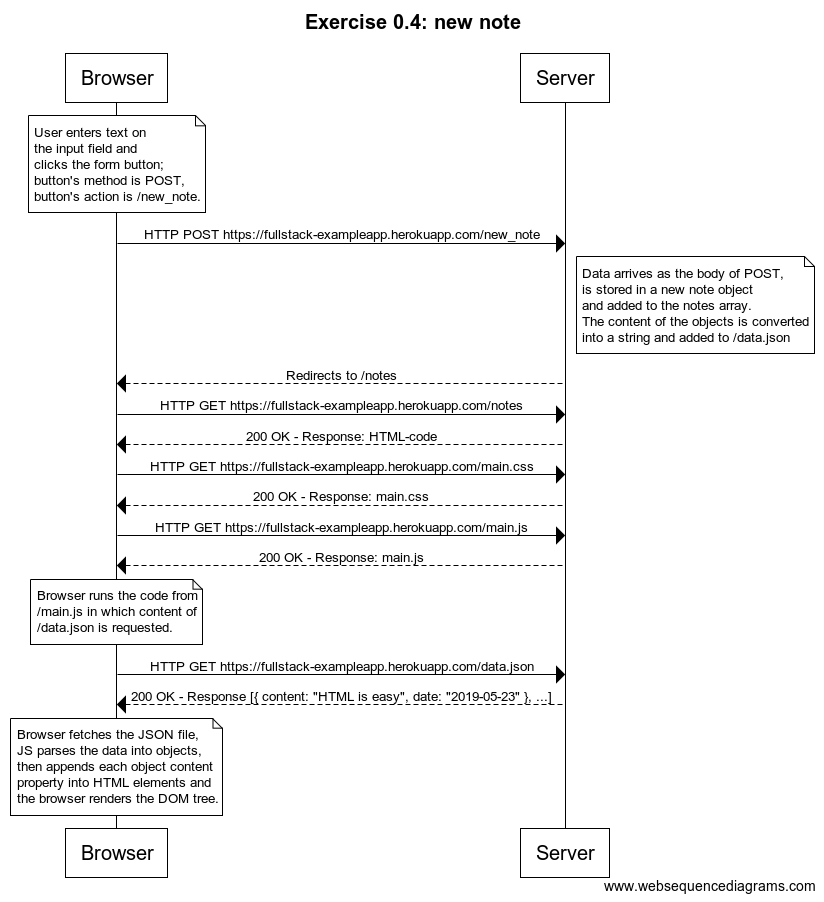 Exercise 0.4: new note
Browser
Server
User enters text on
the input field and
clicks the form button;
button's method is POST,
button's action is /new_note.
HTTP POST https://fullstack-exampleapp.herokuapp.com/new_note
Data arrives as the body of POST,
is stored in a new note object
and added to the notes array.
The content of the objects is converted
into a string and added to /data.json
Redirects to /notes
HTTP GET https://fullstack-exampleapp.herokuapp.com/notes
200 OK - Response: HTML-code
HTTP GET https://fullstack-exampleapp.herokuapp.com/main.css
200 OK - Response: main.css
HTTP GET https://fullstack-exampleapp.herokuapp.com/main.js
200 OK - Response: main.js
Browser runs the code from
/main.js in which content of
/data.json is requested.
HTTP GET https://fullstack-exampleapp.herokuapp.com/data.json
200 OK - Response [{ content: "HTML is easy", date: "2019-05-23" }, ...]
Browser fetches the JSON file,
JS parses the data into objects,
then appends each object content
property into HTML elements and
the browser renders the DOM tree.
Browser
Server
www.websequencediagrams.com